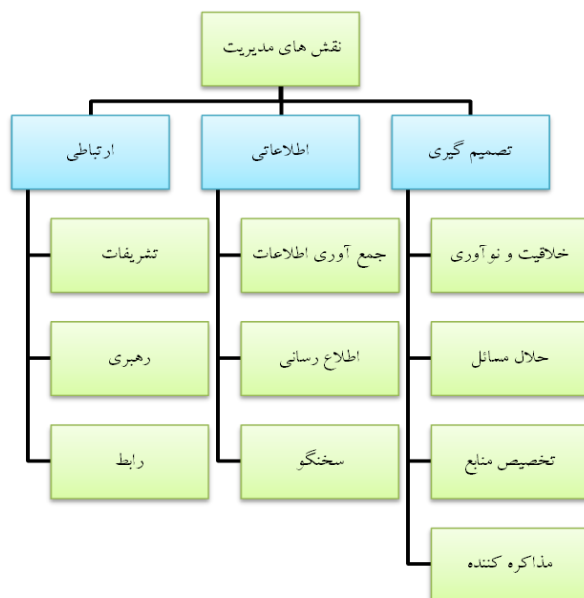 نقش های مدیریت
تصمیم گیری
خلاقیت و نوآوری
حلال مسائل
تخصیص منابع
مذاکره کننده
اطلاعاتی
جمع آوری اطلاعات
اطلاع رسانی
سخنگو
ارتباطی
تشریفات
رهبری
رابط